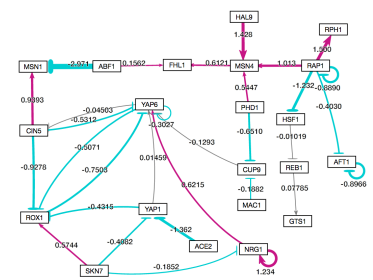 HAL9
RPH1
1.428
1.500
MSN1
-2.971
ABF1
0.1562
FHL1
0.6121
MSN4
1.013
RAP1
-0.8890
-1.232
0.5447
-0.4030
0.9393
-0.04503
YAP6
PHD1
HSF1
-0.3027
CIN5
-0.5312
-0.01019
-0.6510
-0.1293
-0.5071
AFT1
-0.9278
0.01459
CUP9
REB1
-0.7503
-0.8966
0.6215
-0.1882
0.07785
-0.4315
YAP1
MAC1
ROX1
GTS1
-1.362
0.5744
-0.4082
ACE2
NRG1
SKN7
-0.1852
1.234